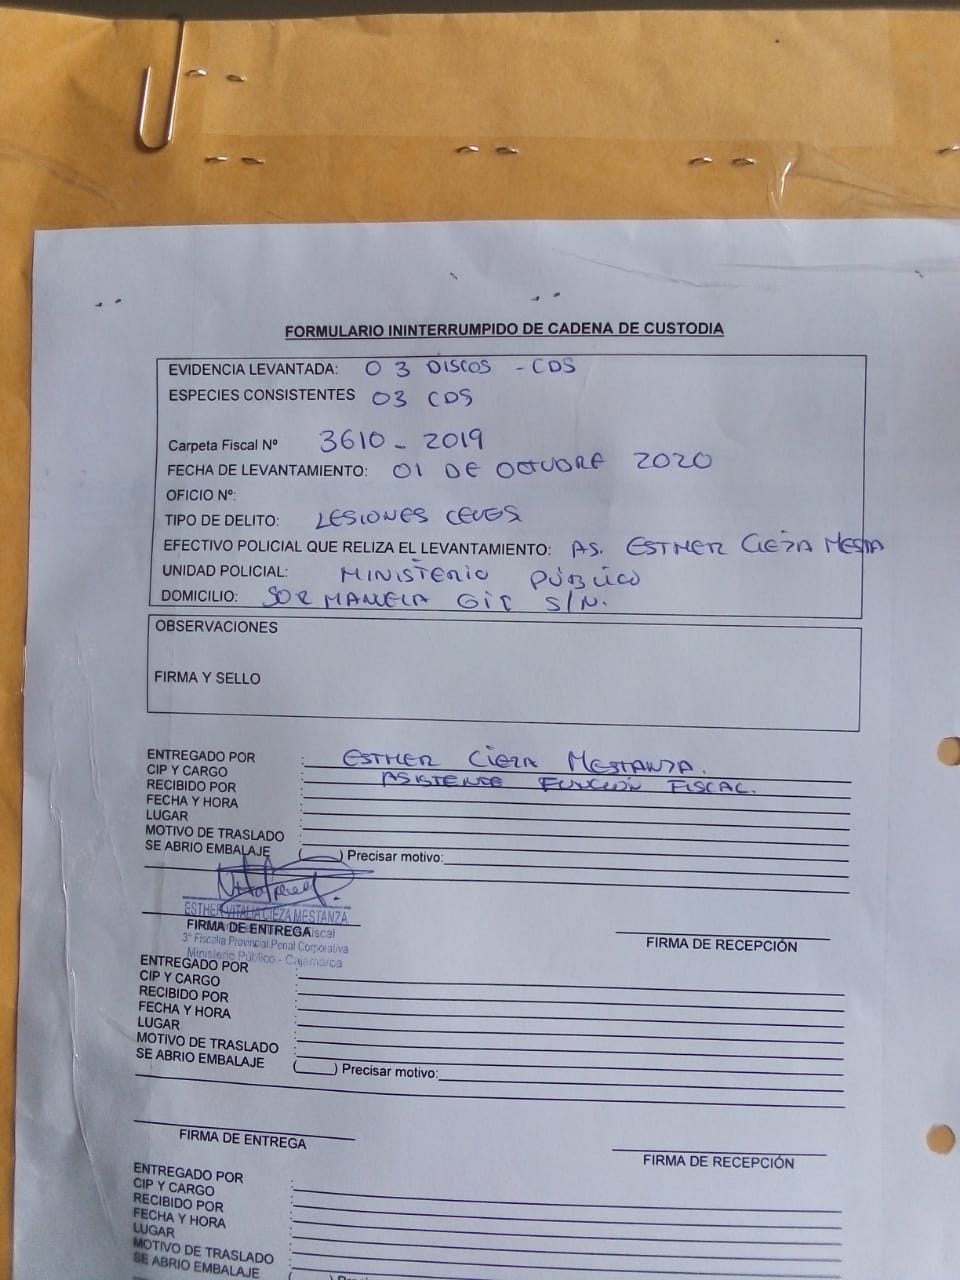 FORMULARIO ININTERRUMPIDO DE CADENA DE CUSTODIA
EVIDENCIA LEVANTADA: 03 DISCOS - CDS
ESPECIES CONSISTENTES 03 CDS
Carpeta Fiscal Nº 3610 - 2019
FECHA DE LEVANTAMIENTO: 01 DE OCTUBRE 2020
OFICIO Nº:
TIPO DE DELITO: LESIONES LEVES
EFECTIVO POLICIAL QUE RELIZA EL LEVANTAMIENTO: AS. ESTHER CIEZA MESTA
UNIDAD POLICIAL: MINISTERIO PÚBLICO
DOMICILIO: SOR MANUELA GIL S/N.
OBSERVACIONES
FIRMA Y SELLO
ENTREGADO POR : ESTHER CIEZA MESTANZA.
CIP Y CARGO ASISTENTE FUNCIÓN FISCAL.
RECIBIDO POR
FECHA Y HORA
LUGAR
MOTIVO DE TRASLADO
SE ABRIO EMBALAJE (____) Precisar motivo:
ESTHER VITALIA CIEZA MESTANZA
FIRMA DE ENTREGA Fiscal
3º Fiscalia Provincial Penal Corporativa
Ministerio Público - Cajamarca
FIRMA DE RECEPCIÓN
ENTREGADO POR
CIP Y CARGO
RECIBIDO POR
FECHA Y HORA
LUGAR
MOTIVO DE TRASLADO
SE ABRIO EMBALAJE (____) Precisar motivo:
FIRMA DE ENTREGA
FIRMA DE RECEPCIÓN
ENTREGADO POR
CIP Y CARGO
RECIBIDO POR
FECHA Y HORA
LUGAR
MOTIVO DE TRASLADO
SE ABRIO EMBALAJE